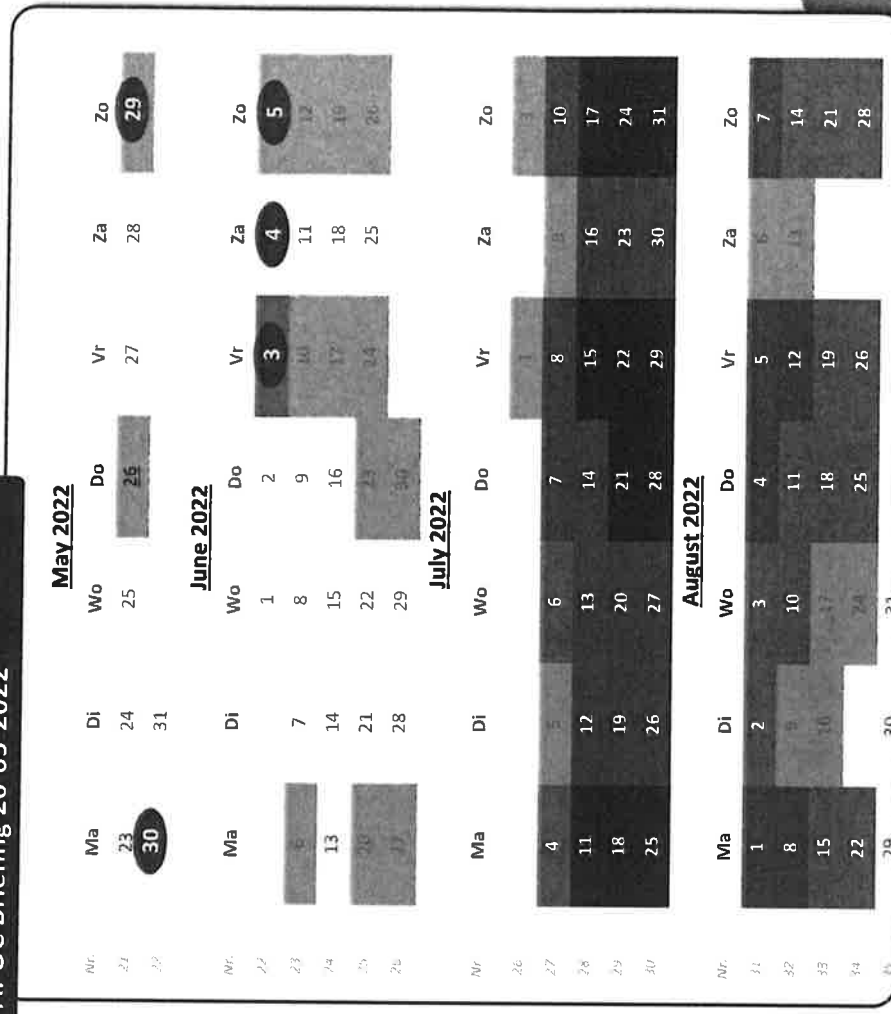 Briefing
May 2022
Nr. Ma Di Wo Do Vr Za Zo
21 23 24 25 26 27 28 29
22 30 31
June 2022
Nr. Ma Di Wo Do Vr Za Zo
22 1 2 3 4 5
23 6 7 8 9 10 11 12
24 13 14 15 16 17 18 19
25 20 21 22 23 24 25 26
26 27 28 29 30
July 2022
Nr Ma Di Wo Do Vr Za Zo
26 1 3
27 4 5 6 7 8 9 10
28 11 12 13 14 15 16 17
29 18 19 20 21 22 23 24
30 25 26 27 28 29 30 31
August 2022
Nr. Ma Di Wo Do Vr Za Zo
31 1 2 3 4 5 6 7
32 8 9 10 11 12 13 14
33 15 16 17 18 19 21
34 22 24 25 26 28
35 29 30